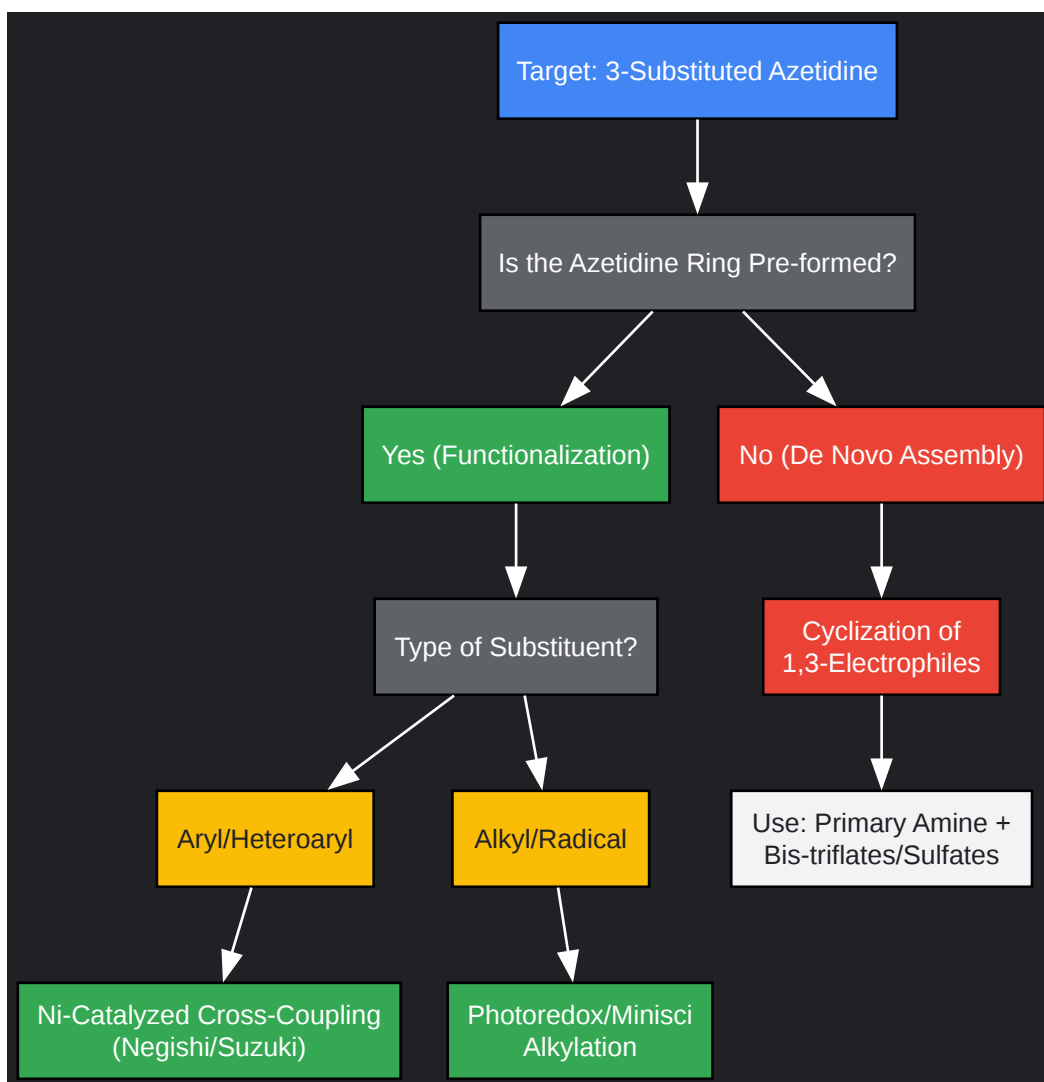 Target: 3-Substituted Azetidine
Is the Azetidine Ring Pre-formed?
Yes (Functionalization)
No (De Novo Assembly)
Type of Substituent?
Cyclization of
1,3-Electrophiles
Aryl/Heteroaryl
Alkyl/Radical
Use: Primary Amine +
Bis-triflates/Sulfates
Ni-Catalyzed Cross-Coupling
(Negishi/Suzuki)
Photoredox/Minisci
Alkylation